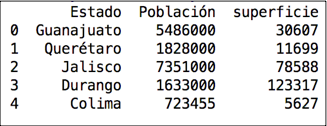 Estado Población superficie
0 Guanajuato 5486000 30607
1 Querétaro 1828000 11699
2 Jalisco 7351000 78588
3 Durango 1633000 123317
4 Colima 723455 5627